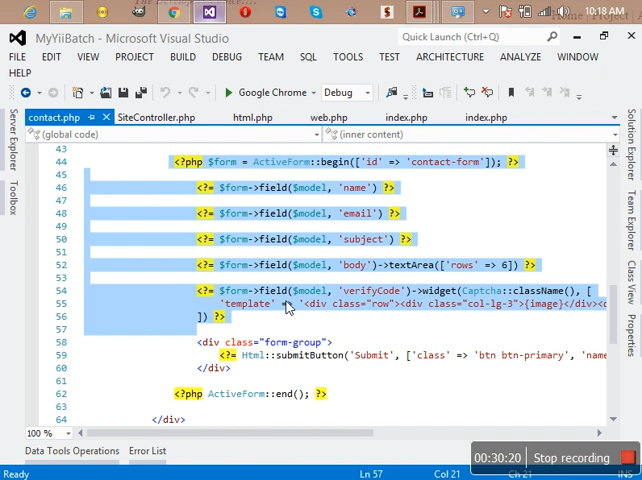 10:18 AM
Home | Project | A
MyYiiBatch - Microsoft Visual Studio
Quick Launch (Ctrl+Q)
FILE EDIT VIEW PROJECT BUILD DEBUG TEAM SQL TOOLS TEST ARCHITECTURE ANALYZE WINDOW
HELP
Google Chrome Debug
contact.php SiteController.php html.php web.php index.php index.php
(global code) (inner content)
43
44 <?php $form = ActiveForm::begin(['id' => 'contact-form']); ?>
45
46 <?= $form->field($model, 'name') ?>
47
48 <?= $form->field($model, 'email') ?>
49
50 <?= $form->field($model, 'subject') ?>
51
52 <?= $form->field($model, 'body')->textArea(['rows' => 6]) ?>
53
54 <?= $form->field($model, 'verifyCode')->widget(Captcha::className(), [
55 'template' => '<div class="row"><div class="col-lg-3">{image}</div><
56 ]) ?>
57
58 <div class="form-group">
59 <?= Html::submitButton('Submit', ['class' => 'btn btn-primary', 'name
60 </div>
61
62 <?php ActiveForm::end(); ?>
63
64 </div>
100 %
Server Explorer
Toolbox
Solution Explorer
Team Explorer
Class View
Properties
Data Tools Operations Error List
00:30:20 Stop recording
Ready Ln 57 Col 21 Ch 21 INS